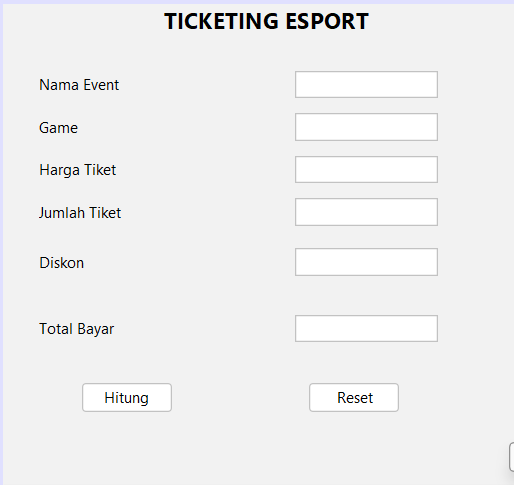 TICKETING ESPORT
Nama Event
Game
Harga Tiket
Jumlah Tiket
Diskon
Total Bayar
Hitung Reset